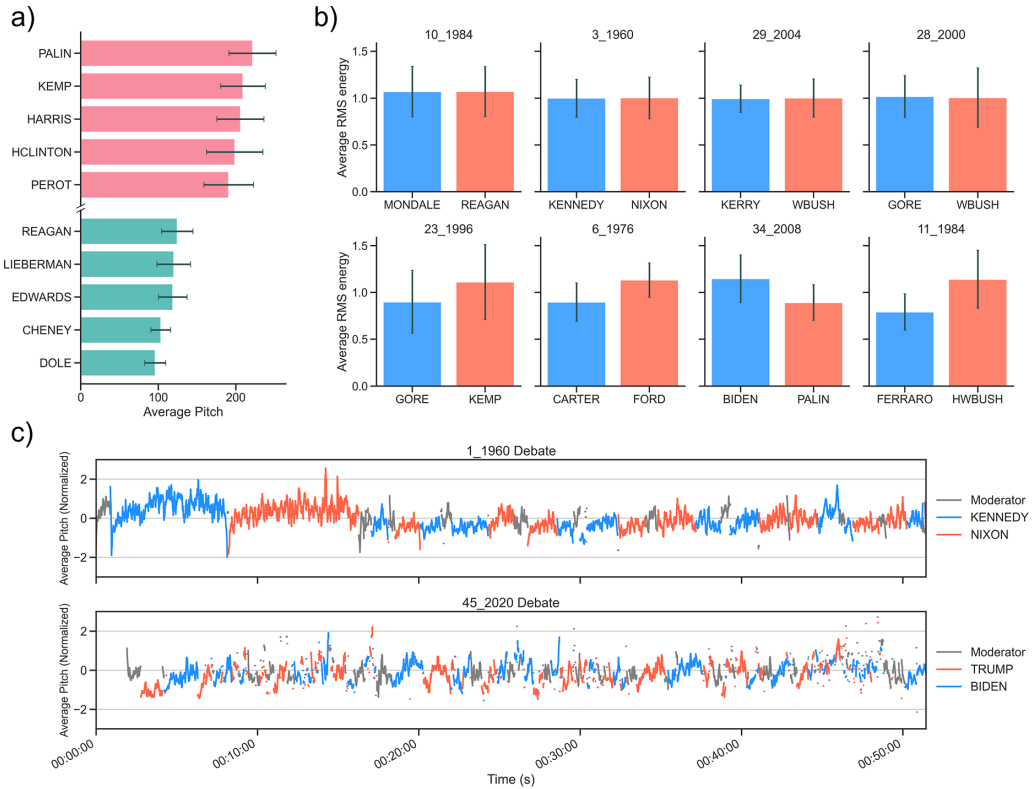 a)
PALIN
KEMP
HARRIS
HCLINTON
PEROT
REAGAN
LIEBERMAN
EDWARDS
CHENEY
DOLE
0 100 200
Average Pitch
b)
10_1984 3_1960 29_2004 28_2000
Average RMS energy
1.5
1.0
0.5
0.0
MONDALE REAGAN KENNEDY NIXON KERRY WBUSH GORE WBUSH
23_1996 6_1976 34_2008 11_1984
Average RMS energy
1.5
1.0
0.5
0.0
GORE KEMP CARTER FORD BIDEN PALIN FERRARO HWBUSH
c)
1_1960 Debate
Average Pitch (Normalized)
2
0
−2
Moderator
KENNEDY
NIXON
45_2020 Debate
Average Pitch (Normalized)
2
0
−2
Moderator
TRUMP
BIDEN
00:00:00 00:10:00 00:20:00 00:30:00 00:40:00 00:50:00
Time (s)